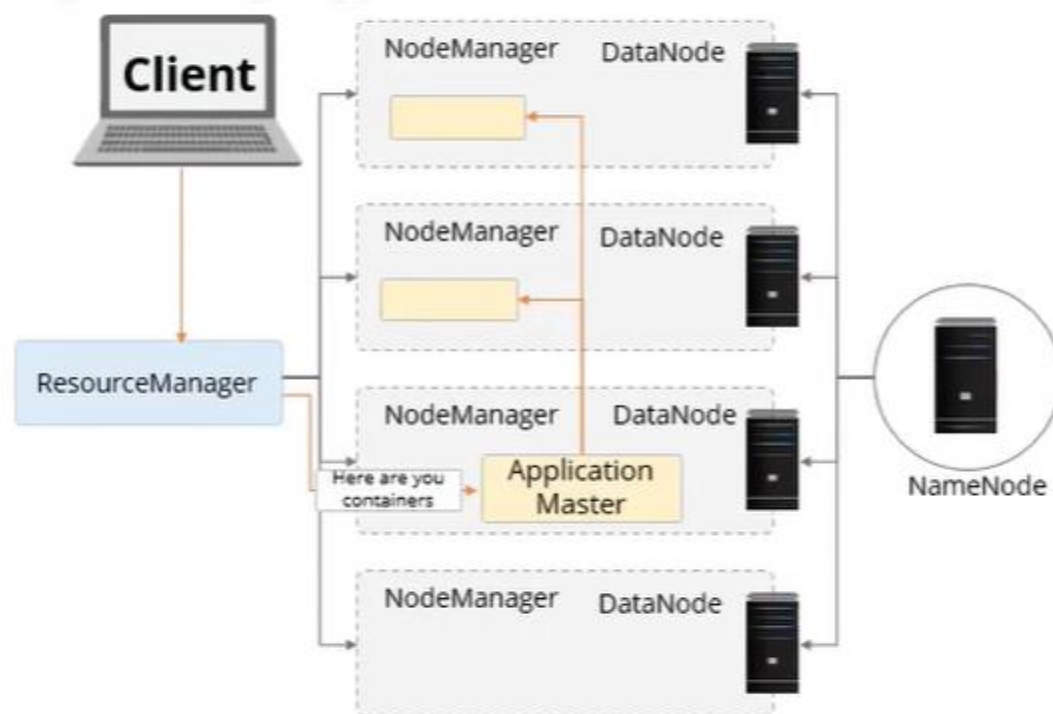 Client
NodeManager DataNode
NodeManager DataNode
ResourceManager
NodeManager DataNode
Here are you
containers
Application
Master
NameNode
NodeManager DataNode